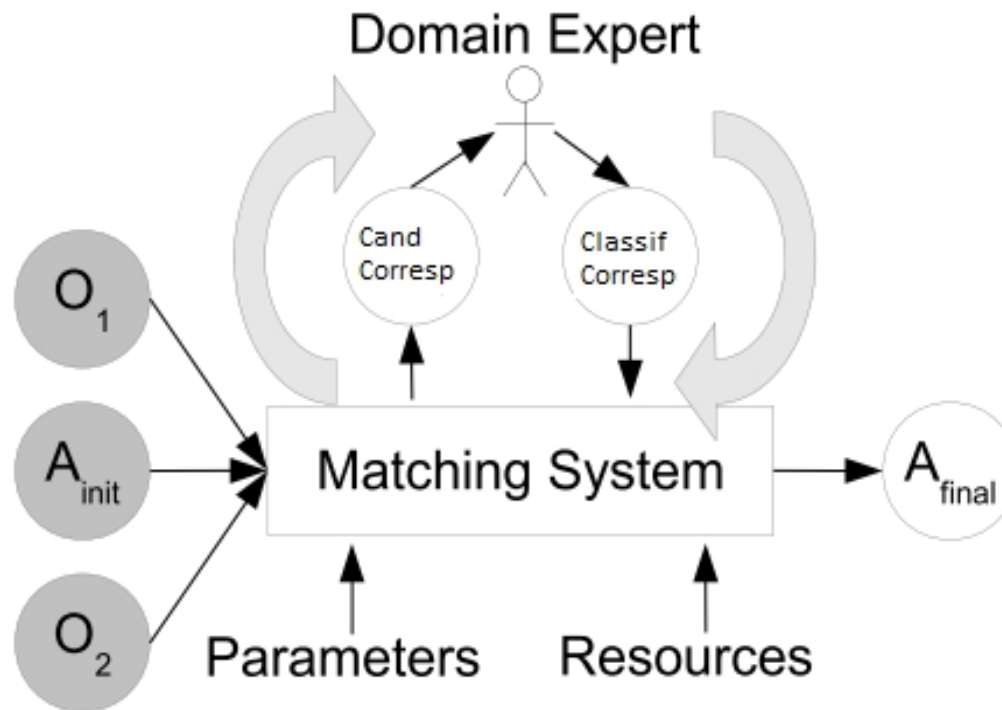 Domain Expert
Cand
Corresp
Classif
Corresp
O1
Ainit
O2
Matching System
Afinal
Parameters
Resources